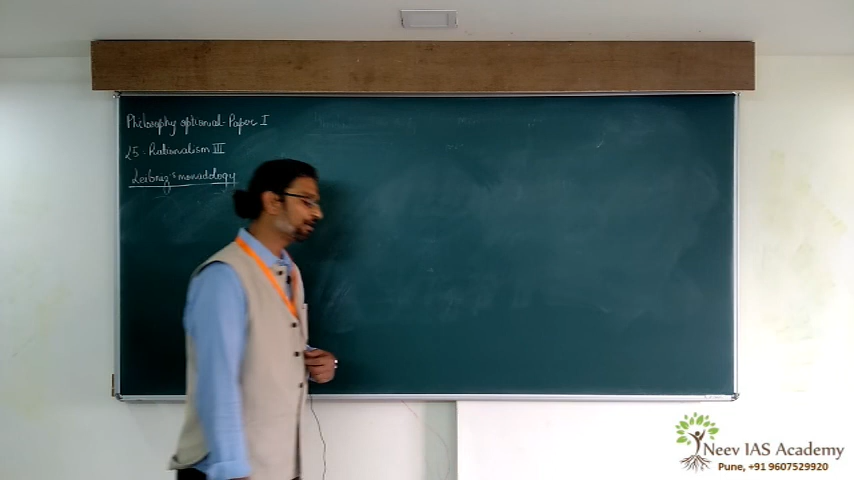 Philosophy optional-Paper I
L5: Rationalism III
Leibniz's monadology
Neev IAS Academy
Pune, +91 9607529920